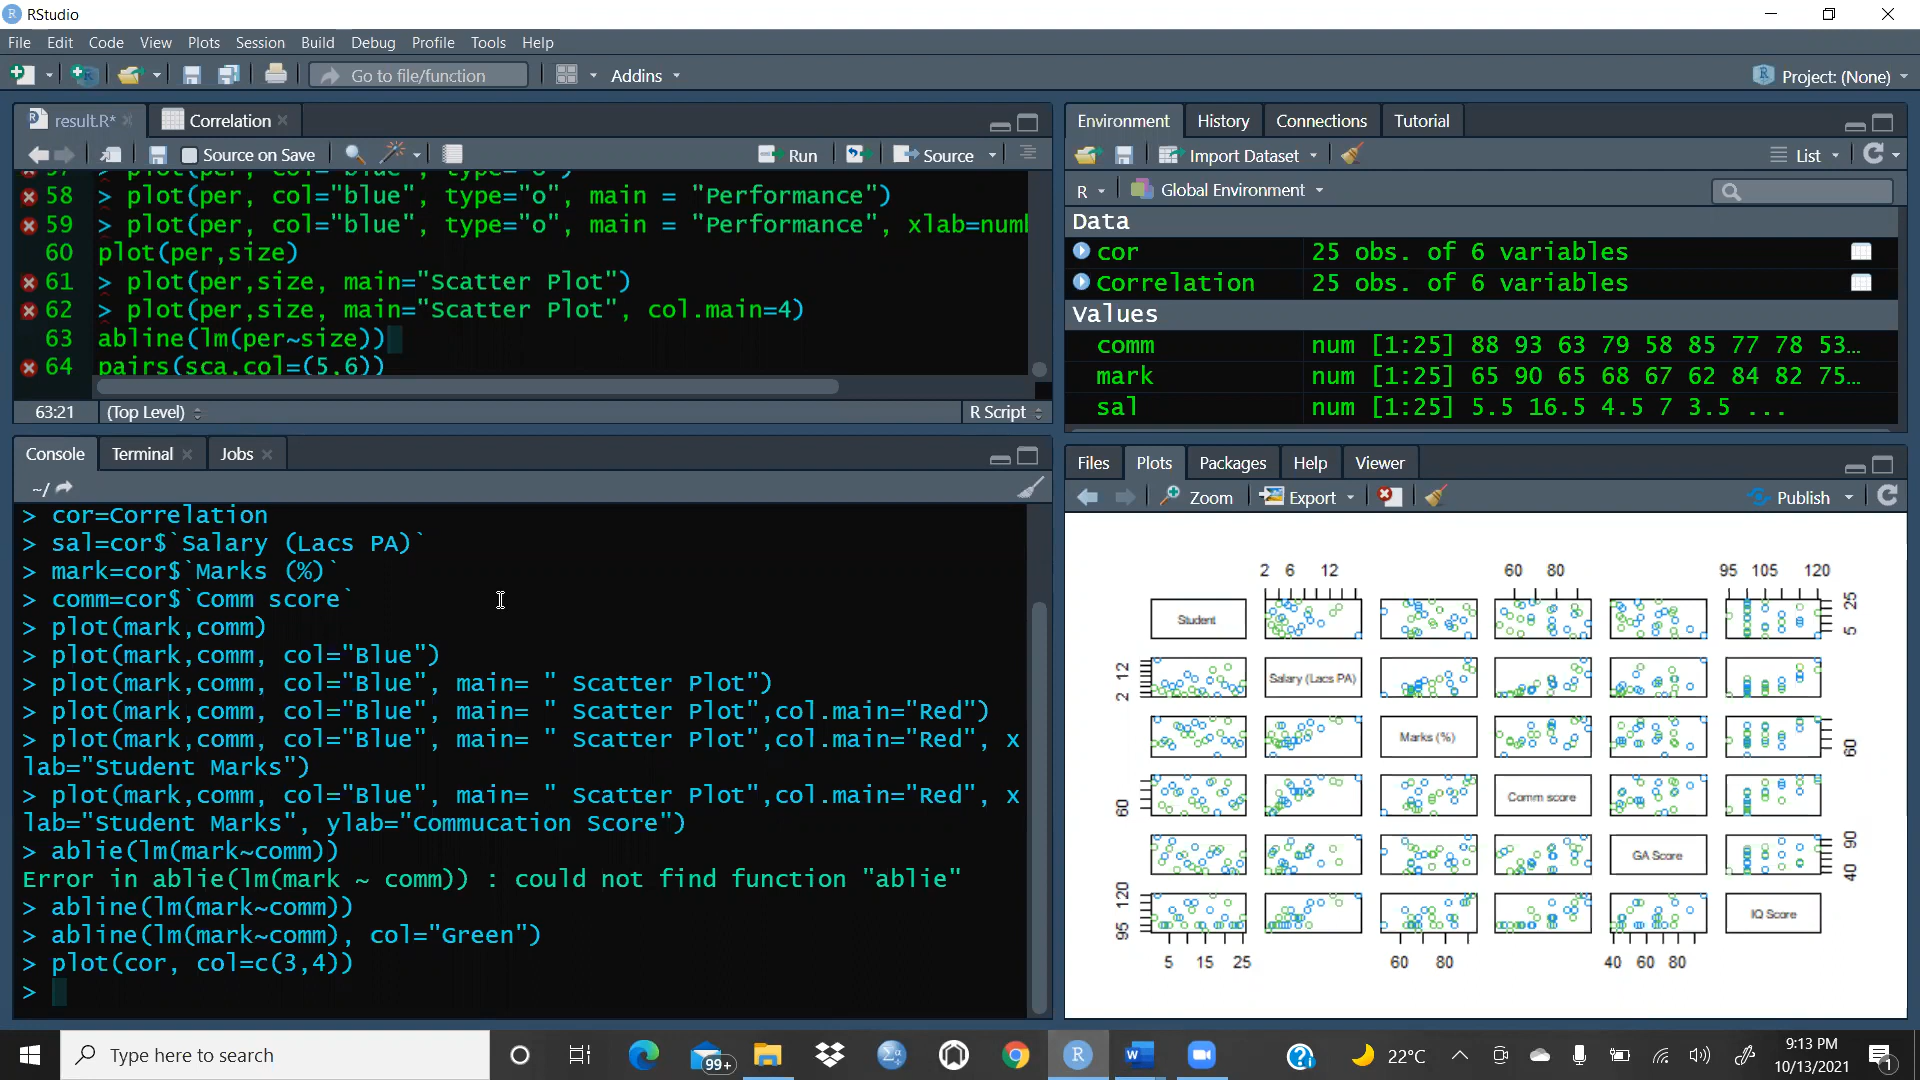 RStudio
File Edit Code View Plots Session Build Debug Profile Tools Help
Go to file/function Addins Project: (None)
result.R* Correlation
Source on Save Run Source
58 > plot(per, col="blue", type="o", main = "Performance")
59 > plot(per, col="blue", type="o", main = "Performance", xlab=num
60 plot(per,size)
61 > plot(per,size, main="Scatter Plot")
62 > plot(per,size, main="Scatter Plot", col.main=4)
63 abline(lm(per~size))
64 pairs(sca,col=(5,6))
63:21 (Top Level) R Script
Console Terminal Jobs
~/
> cor=Correlation
> sal=cor$`Salary (Lacs PA)`
> mark=cor$`Marks (%)`
> comm=cor$`Comm score`
> plot(mark,comm)
> plot(mark,comm, col="Blue")
> plot(mark,comm, col="Blue", main= " Scatter Plot")
> plot(mark,comm, col="Blue", main= " Scatter Plot",col.main="Red")
> plot(mark,comm, col="Blue", main= " Scatter Plot",col.main="Red", x
lab="Student Marks")
> plot(mark,comm, col="Blue", main= " Scatter Plot",col.main="Red", x
lab="Student Marks", ylab="Commucation Score")
> ablie(lm(mark~comm))
Error in ablie(lm(mark ~ comm)) : could not find function "ablie"
> abline(lm(mark~comm))
> abline(lm(mark~comm), col="Green")
> plot(cor, col=c(3,4))
>
Environment History Connections Tutorial
Import Dataset List
R Global Environment
Data
cor 25 obs. of 6 variables
Correlation 25 obs. of 6 variables
Values
comm num [1:25] 88 93 63 79 58 85 77 78 53...
mark num [1:25] 65 90 65 68 67 62 84 82 75...
sal num [1:25] 5.5 16.5 4.5 7 3.5 ...
Files Plots Packages Help Viewer
Zoom Export Publish
2 6 12 60 80 95 105 120
Student 5 25
2 12 Salary (Lacs PA)
Marks (%) 60
60 Comm score
GA Score 40 90
95 120 IQ Score
5 15 25 60 80 40 60 80
Type here to search 99+ 22°C 9:13 PM
10/13/2021 1